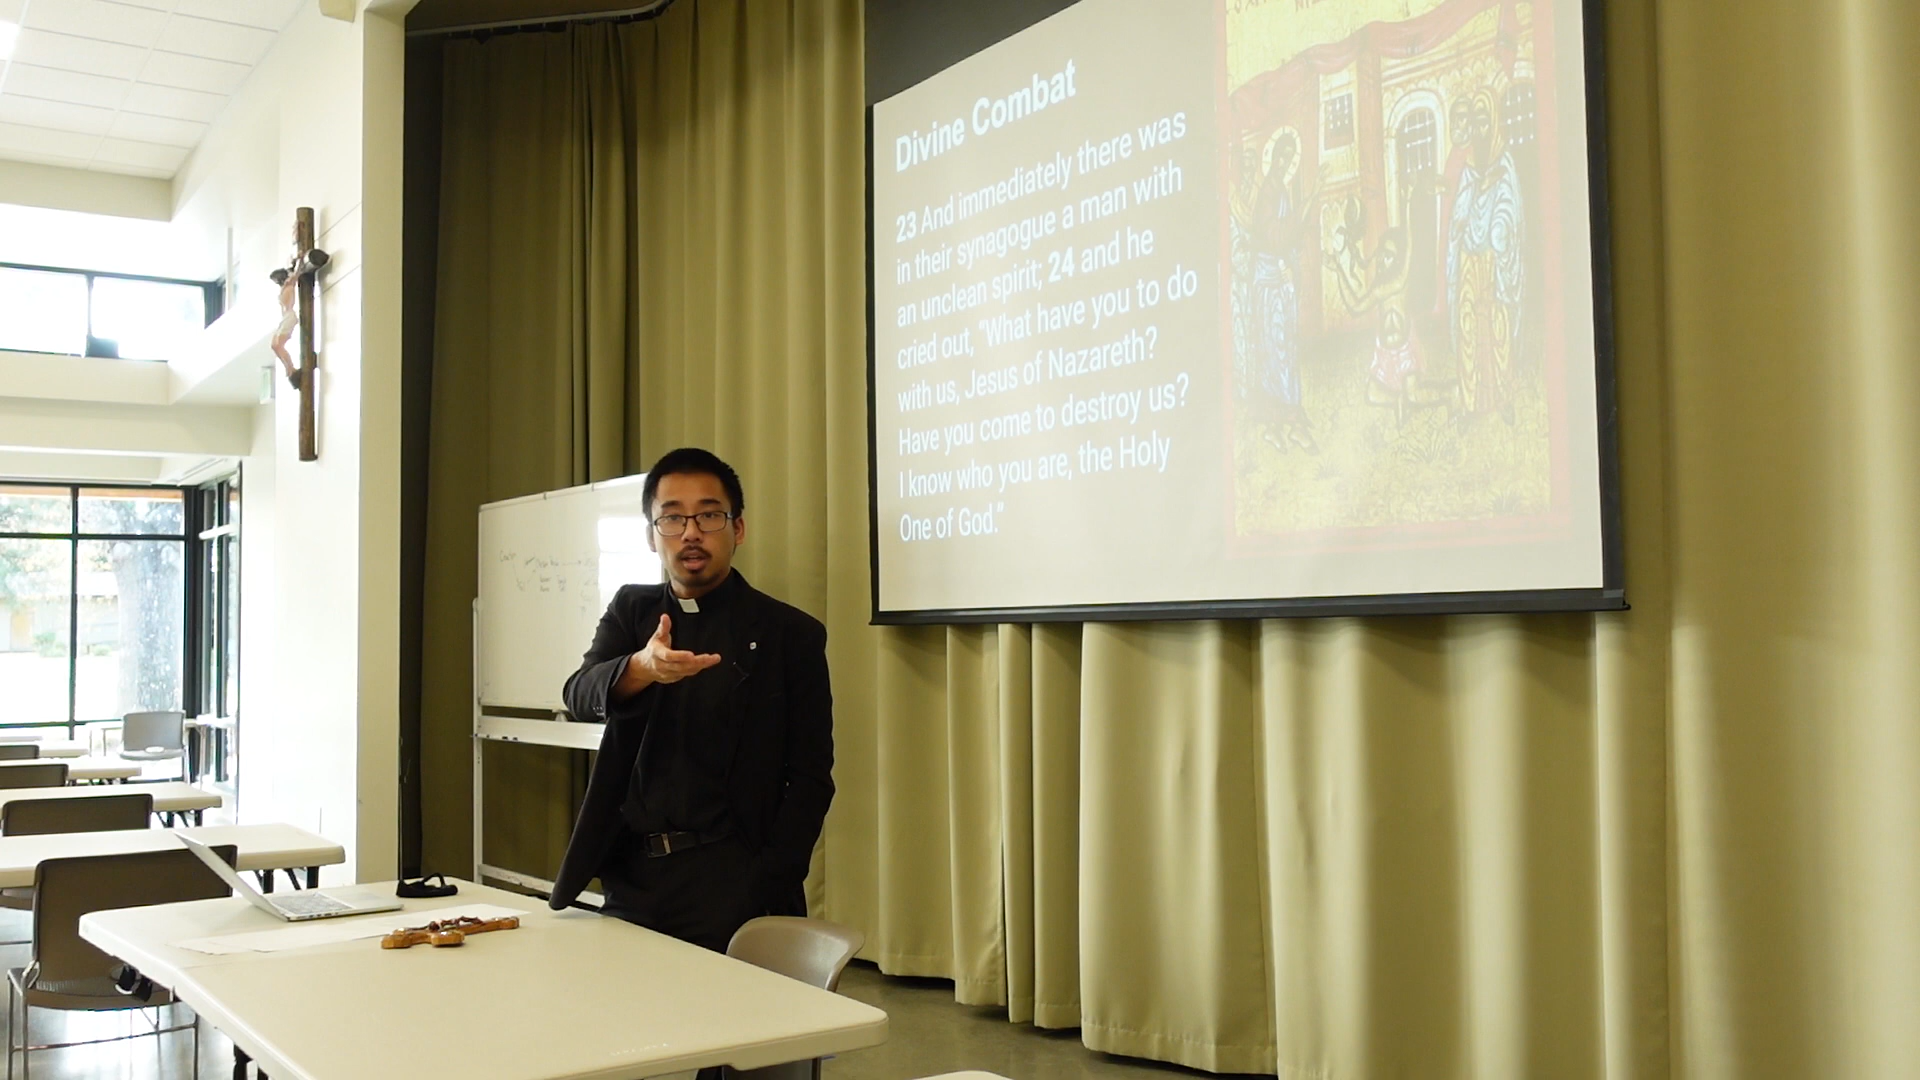 Divine Combat
23 And immediately there was
in their synagogue a man with
an unclean spirit; 24 and he
cried out, "What have you to do
with us, Jesus of Nazareth?
Have you come to destroy us?
I know who you are, the Holy
One of God."